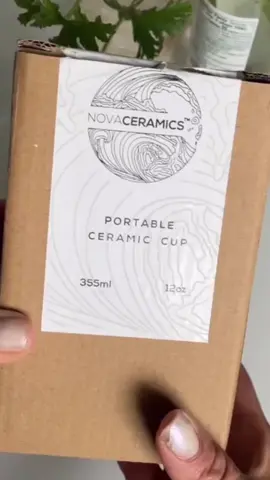 NOVACERAMICS™
PORTABLE
CERAMIC CUP
355ml 12oz